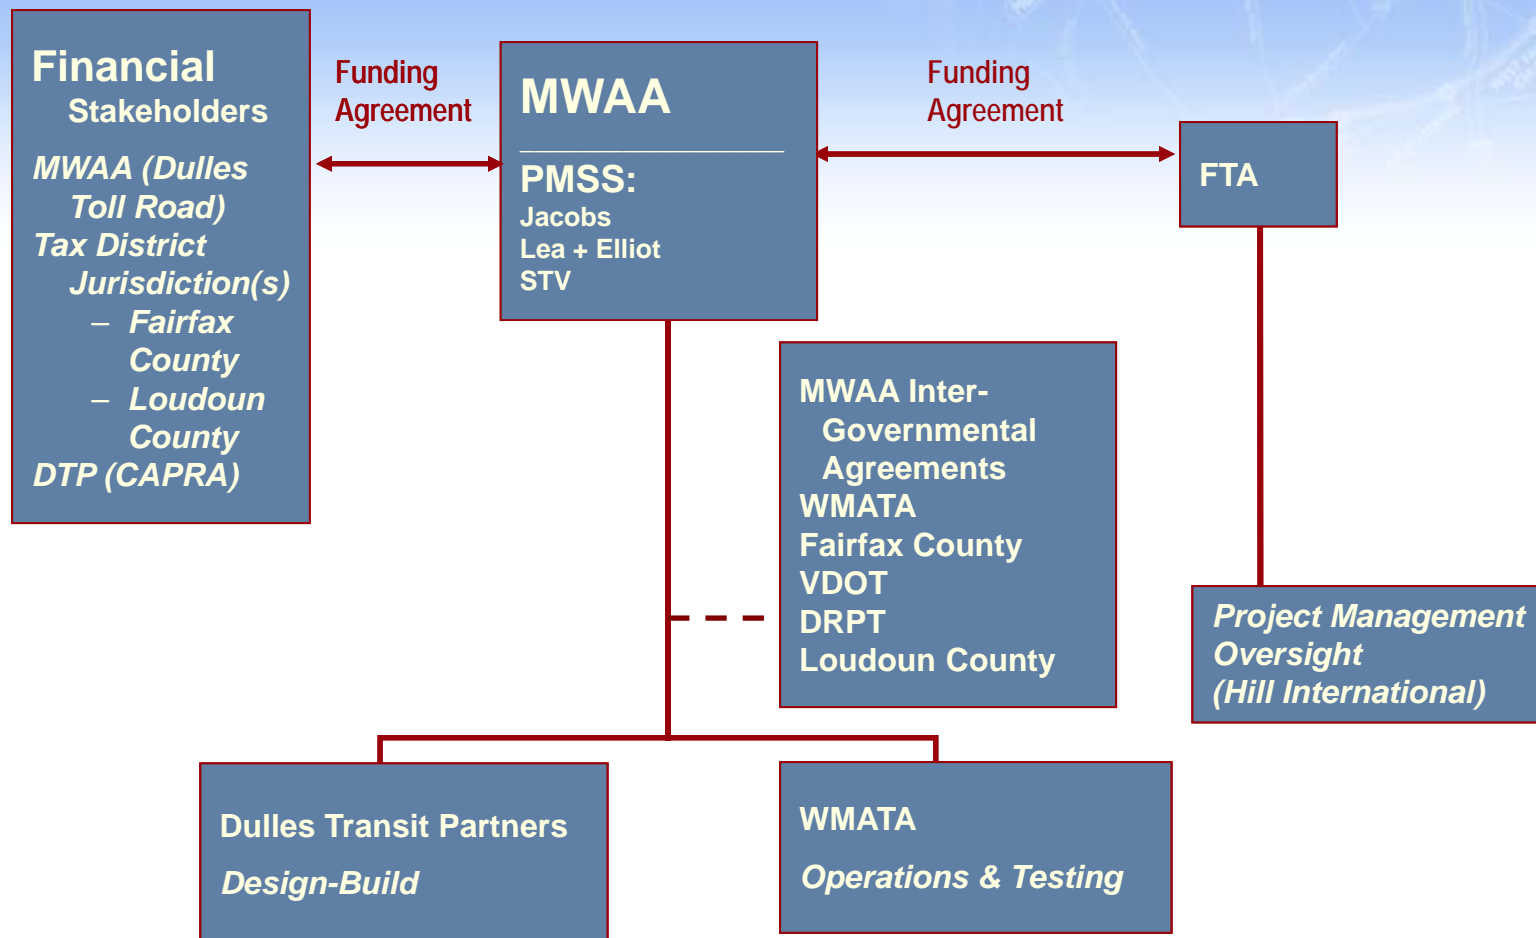 Financial
Stakeholders
MWAA (Dulles
Toll Road)
Tax District
Jurisdiction(s)
– Fairfax
County
– Loudoun
County
DTP (CAPRA)
Funding
Agreement
MWAA
PMSS:
Jacobs
Lea + Elliot
STV
Funding
Agreement
FTA
MWAA Inter-
Governmental
Agreements
WMATA
Fairfax County
VDOT
DRPT
Loudoun County
Project Management
Oversight
(Hill International)
Dulles Transit Partners
Design-Build
WMATA
Operations & Testing